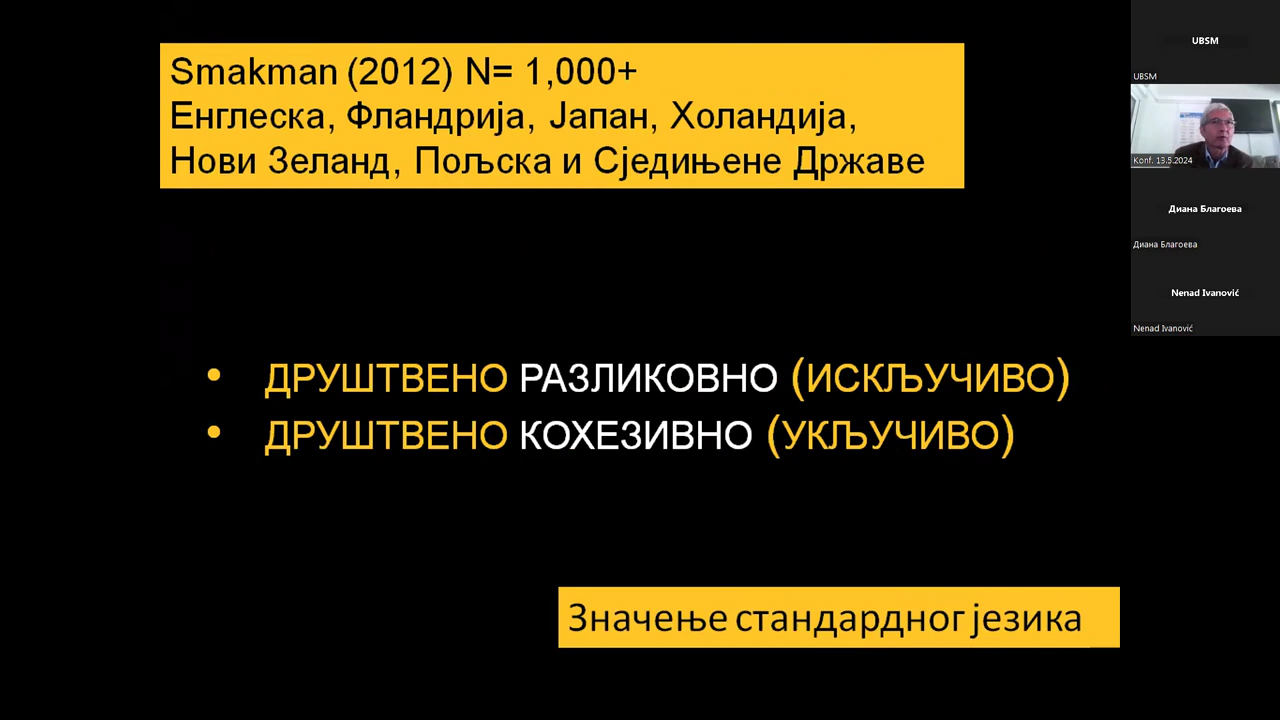 Smakman (2012) N= 1,000+
Енглеска, Фландрија, Јапан, Холандија,
Нови Зеланд, Пољска и Сједињене Државе
• ДРУШТВЕНО РАЗЛИКОВНО (ИСКЉУЧИВО)
• ДРУШТВЕНО КОХЕЗИВНО (УКЉУЧИВО)
Значење стандардног језика
UBSM
UBSM
Konf. 13.5.2024
Диана Благоева
Диана Благоева
Nenad Ivanović
Nenad Ivanović